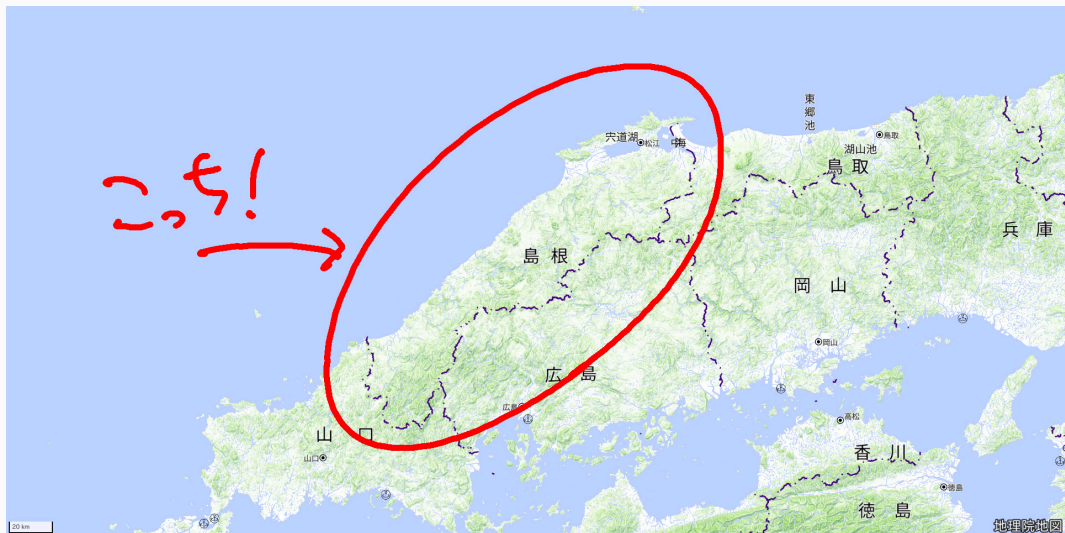 東郷池
宍道湖
松江
中海
鳥取
湖山池
鳥取
こっち!
兵庫
島根
岡山
岡山
広島
広島
高松
山口
山口
香川
徳島
徳島
20 km
地理院地図